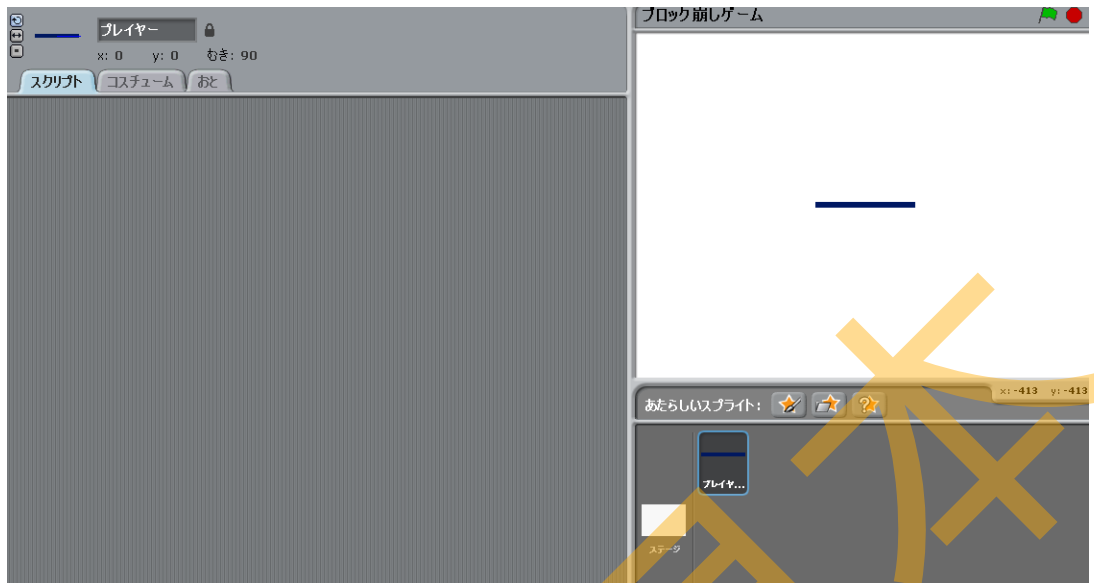 プレイヤー
x: 0 y: 0 むき: 90
スクリプト コスチューム おと
ブロック崩しゲーム
x: -413 y: -413
あたらしいスプライト:
プレイヤ...
ステージ